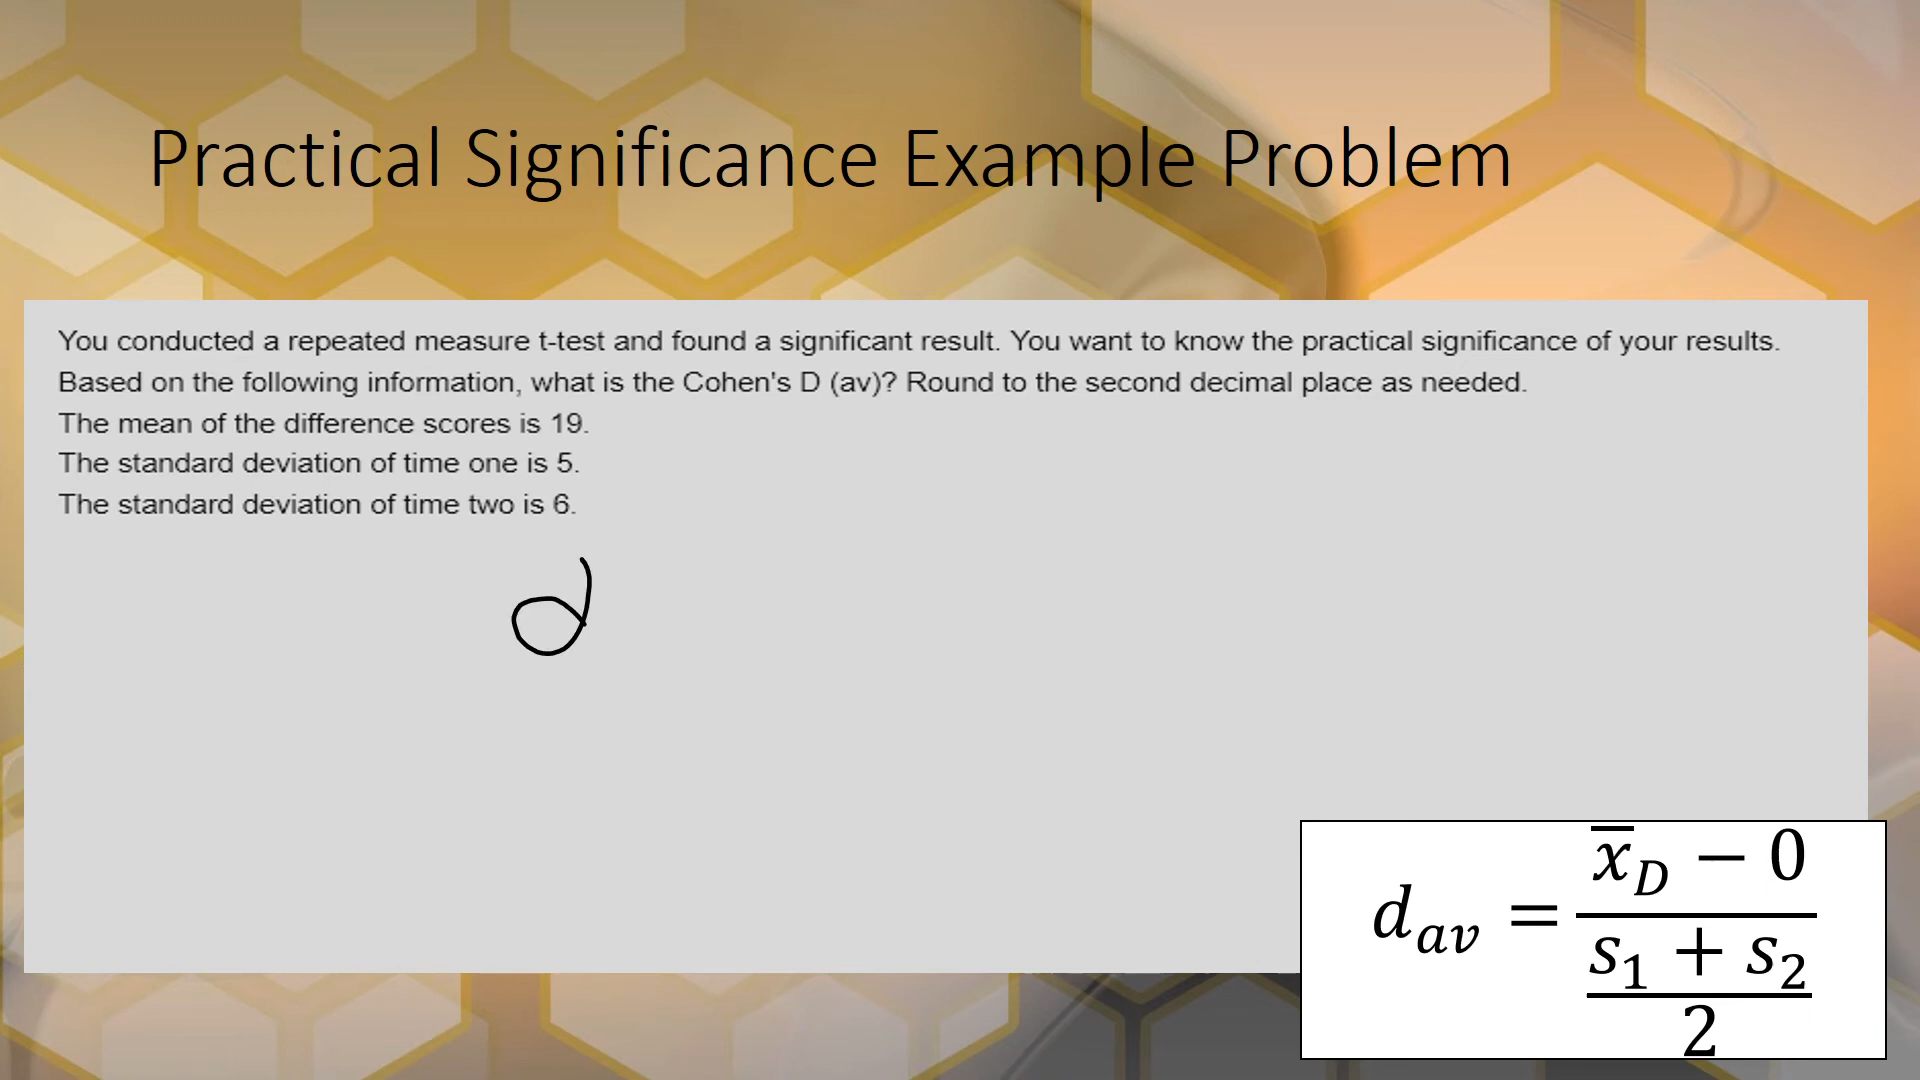 Practical Significance Example Problem
You conducted a repeated measure t-test and found a significant result. You want to know the practical significance of your results.
Based on the following information, what is the Cohen's D (av)? Round to the second decimal place as needed.
The mean of the difference scores is 19.
The standard deviation of time one is 5.
The standard deviation of time two is 6.
d
d_av = (x̅_D − 0) / ((s_1 + s_2) / 2)